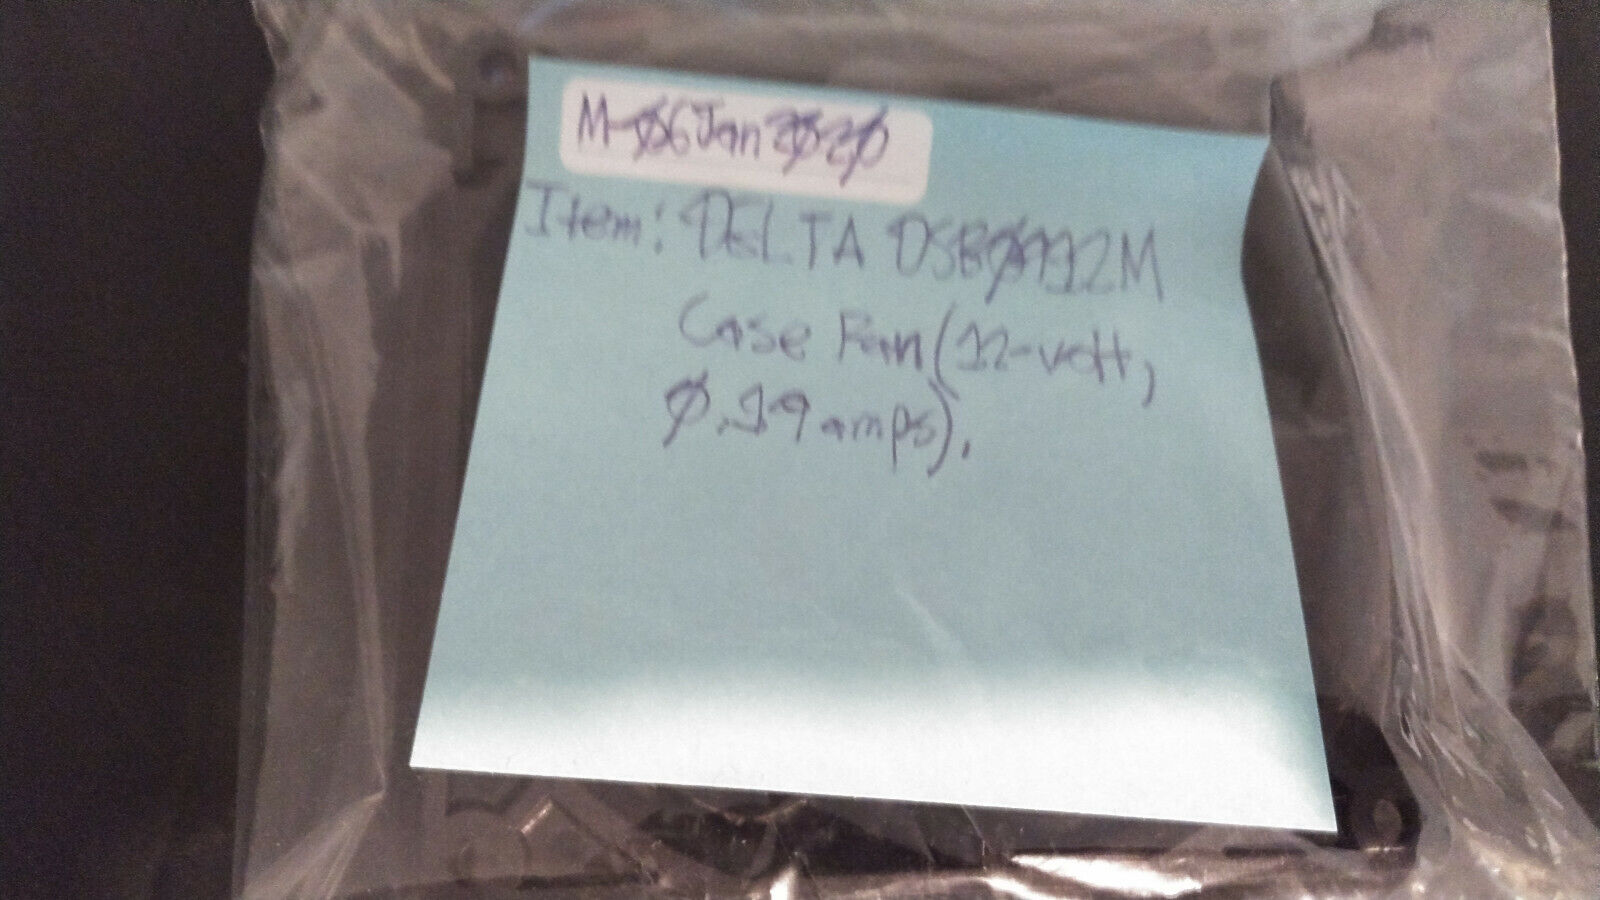 M-Ø6Jan2Ø2Ø
Item: DELTA DSBØ912M
Case Fan (12-volt,
Ø.19 amps).